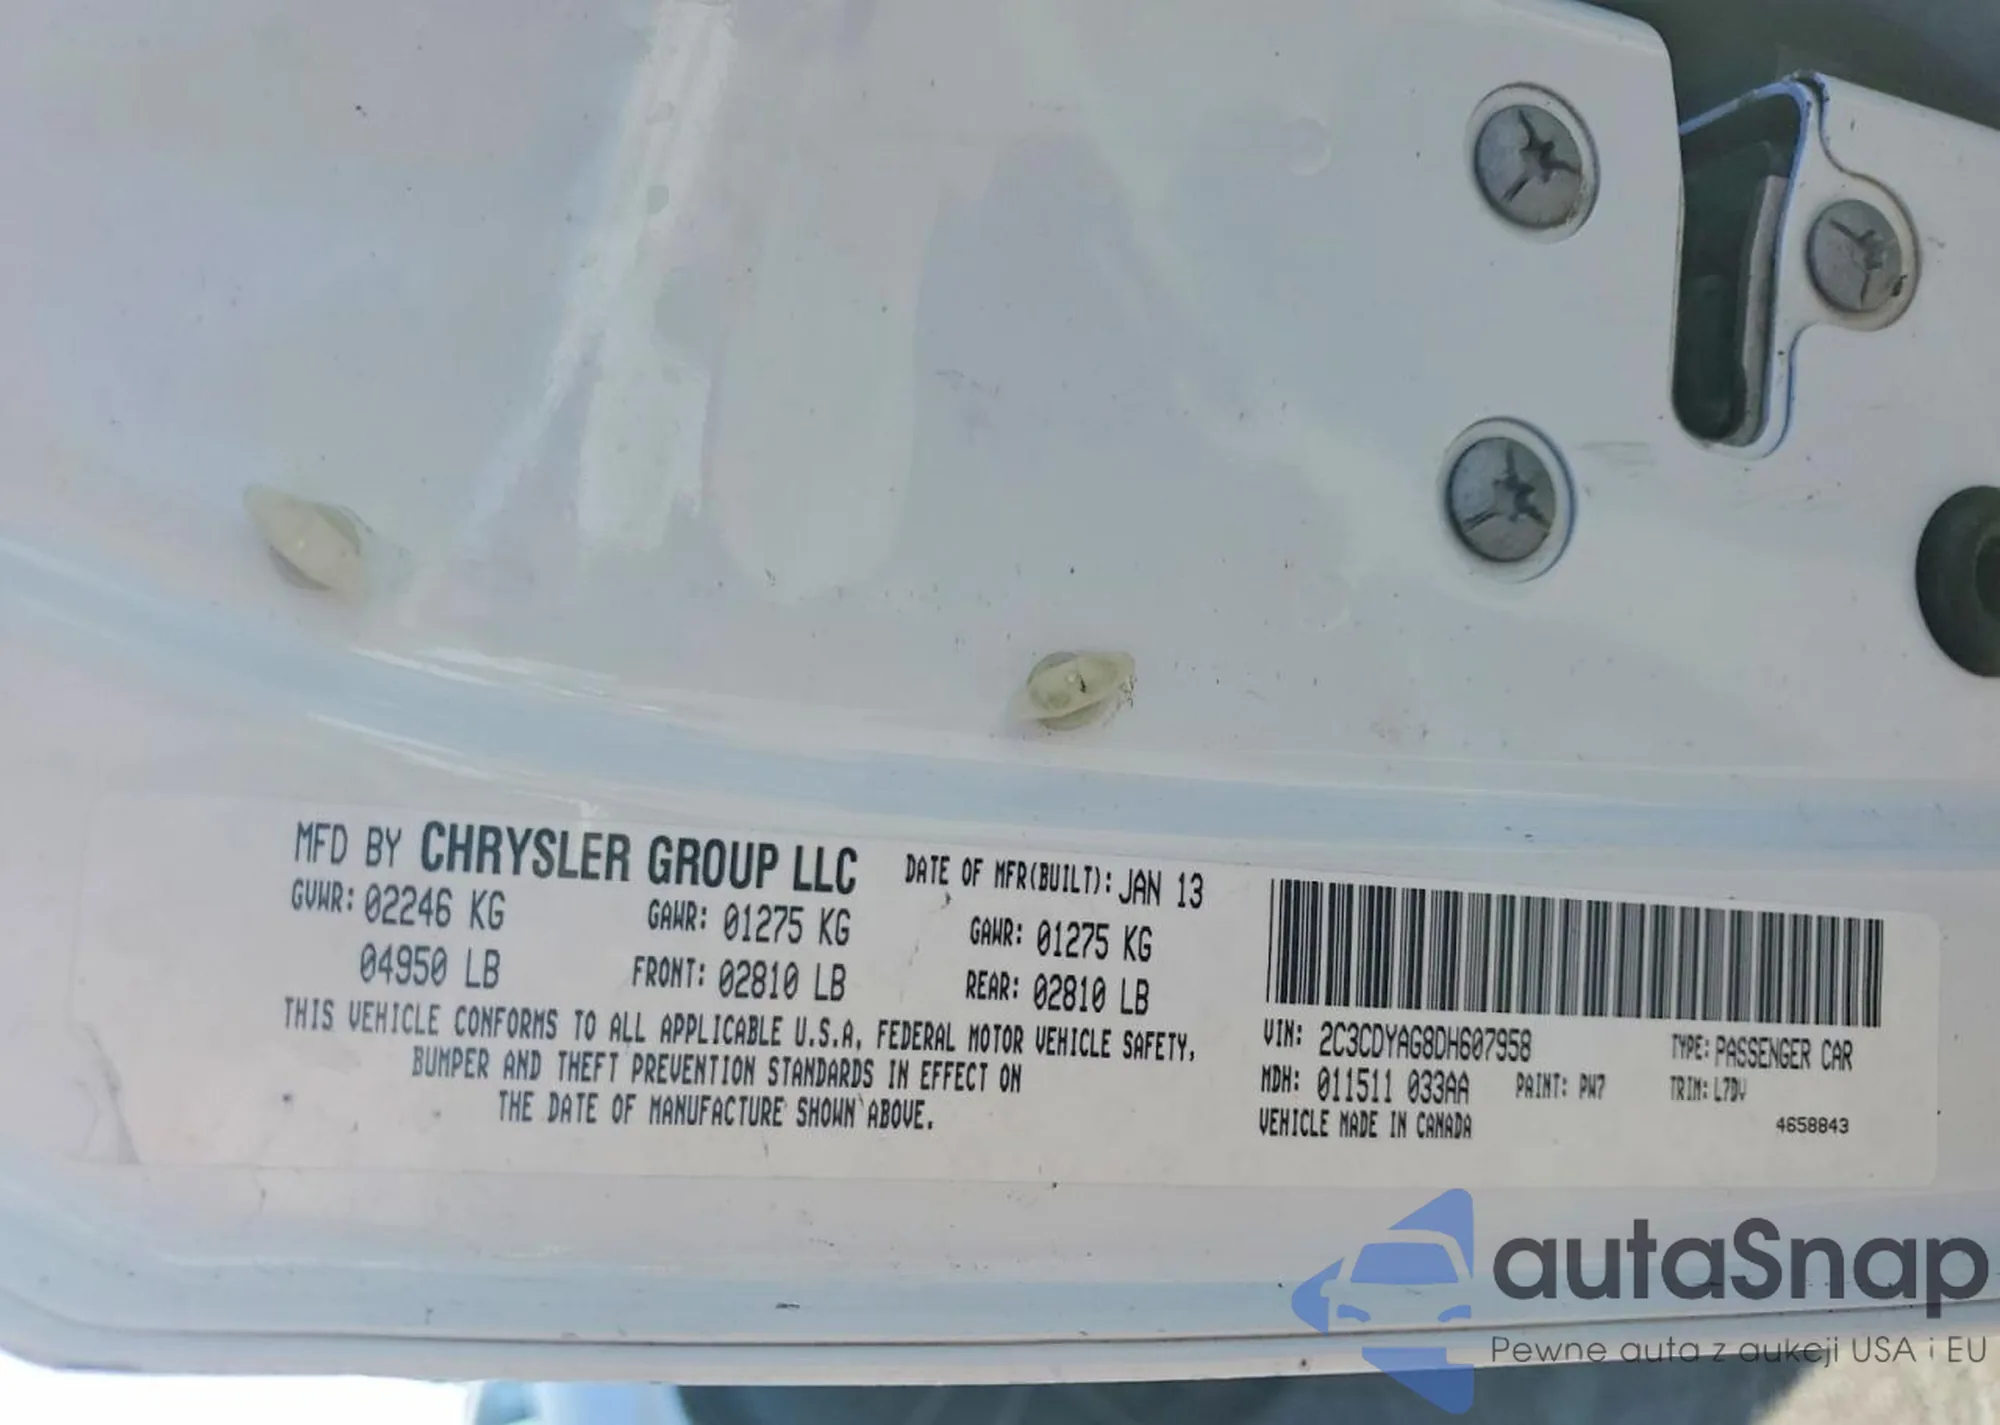 MFD BY CHRYSLER GROUP LLC DATE OF MFR(BUILT): JAN 13
GVWR: 02246 KG GAWR: 01275 KG GAWR: 01275 KG
04950 LB FRONT: 02810 LB REAR: 02810 LB
THIS VEHICLE CONFORMS TO ALL APPLICABLE U.S.A. FEDERAL MOTOR VEHICLE SAFETY,
BUMPER AND THEFT PREVENTION STANDARDS IN EFFECT ON
THE DATE OF MANUFACTURE SHOWN ABOVE.
VIN: 2C3CDYAG8DH607958 TYPE: PASSENGER CAR
MDH: 011511 033AA PAINT: PW7 TRIM: L7DV
VEHICLE MADE IN CANADA 4658843
autaSnap
Pewne auta z aukcji USA i EU